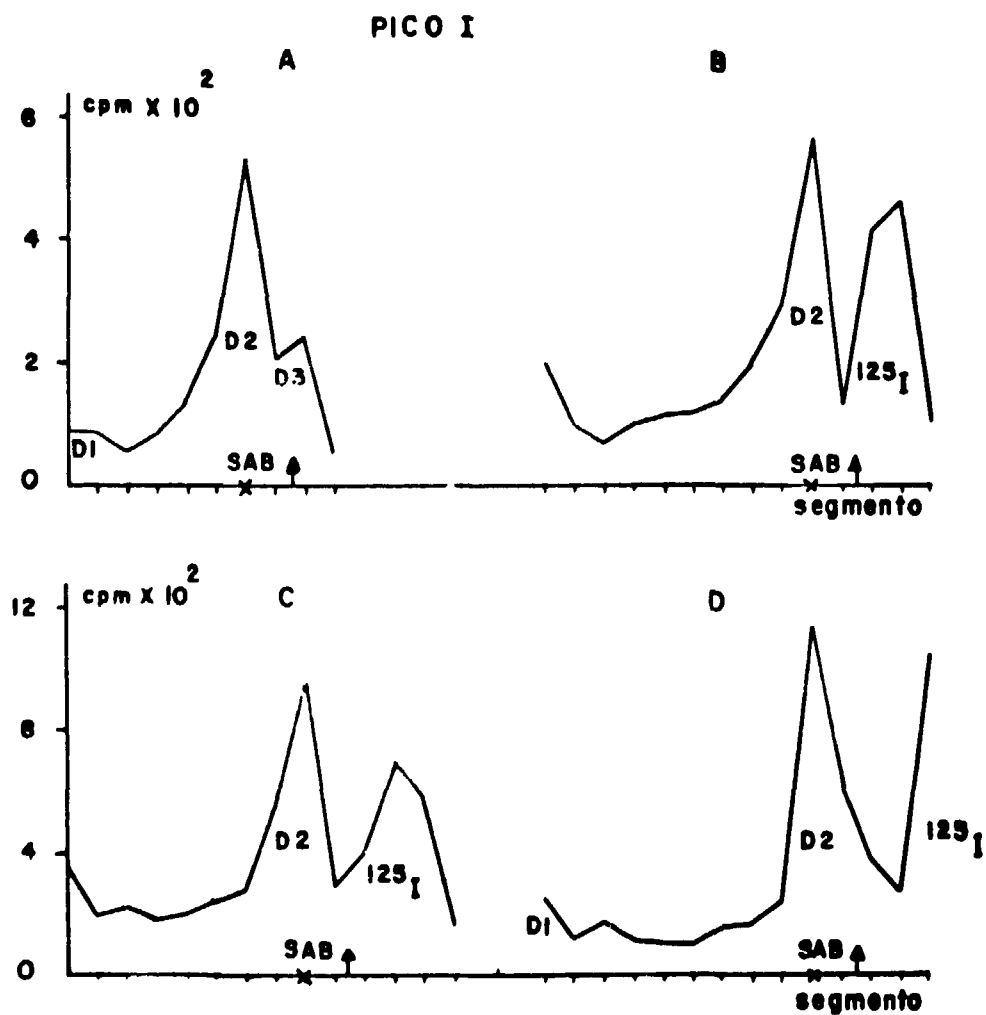 PICO I
A
B
cpm X 10²
6
4
2
0
D1
D2
D3
SAB
D2
125I
SAB
segmento
C
D
cpm X 10²
12
8
4
0
D2
125I
SAB
D1
D2
125I
SAB
segmento